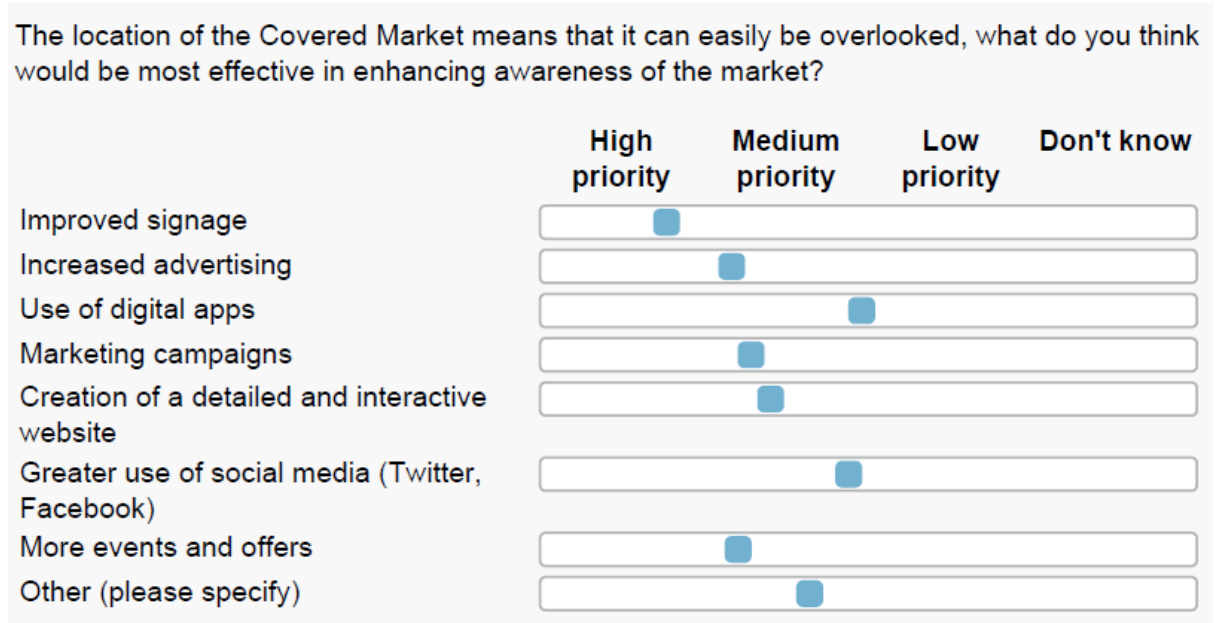 The location of the Covered Market means that it can easily be overlooked, what do you think
would be most effective in enhancing awareness of the market?
High Medium Low Don't know
priority priority priority
Improved signage
Increased advertising
Use of digital apps
Marketing campaigns
Creation of a detailed and interactive
website
Greater use of social media (Twitter,
Facebook)
More events and offers
Other (please specify)